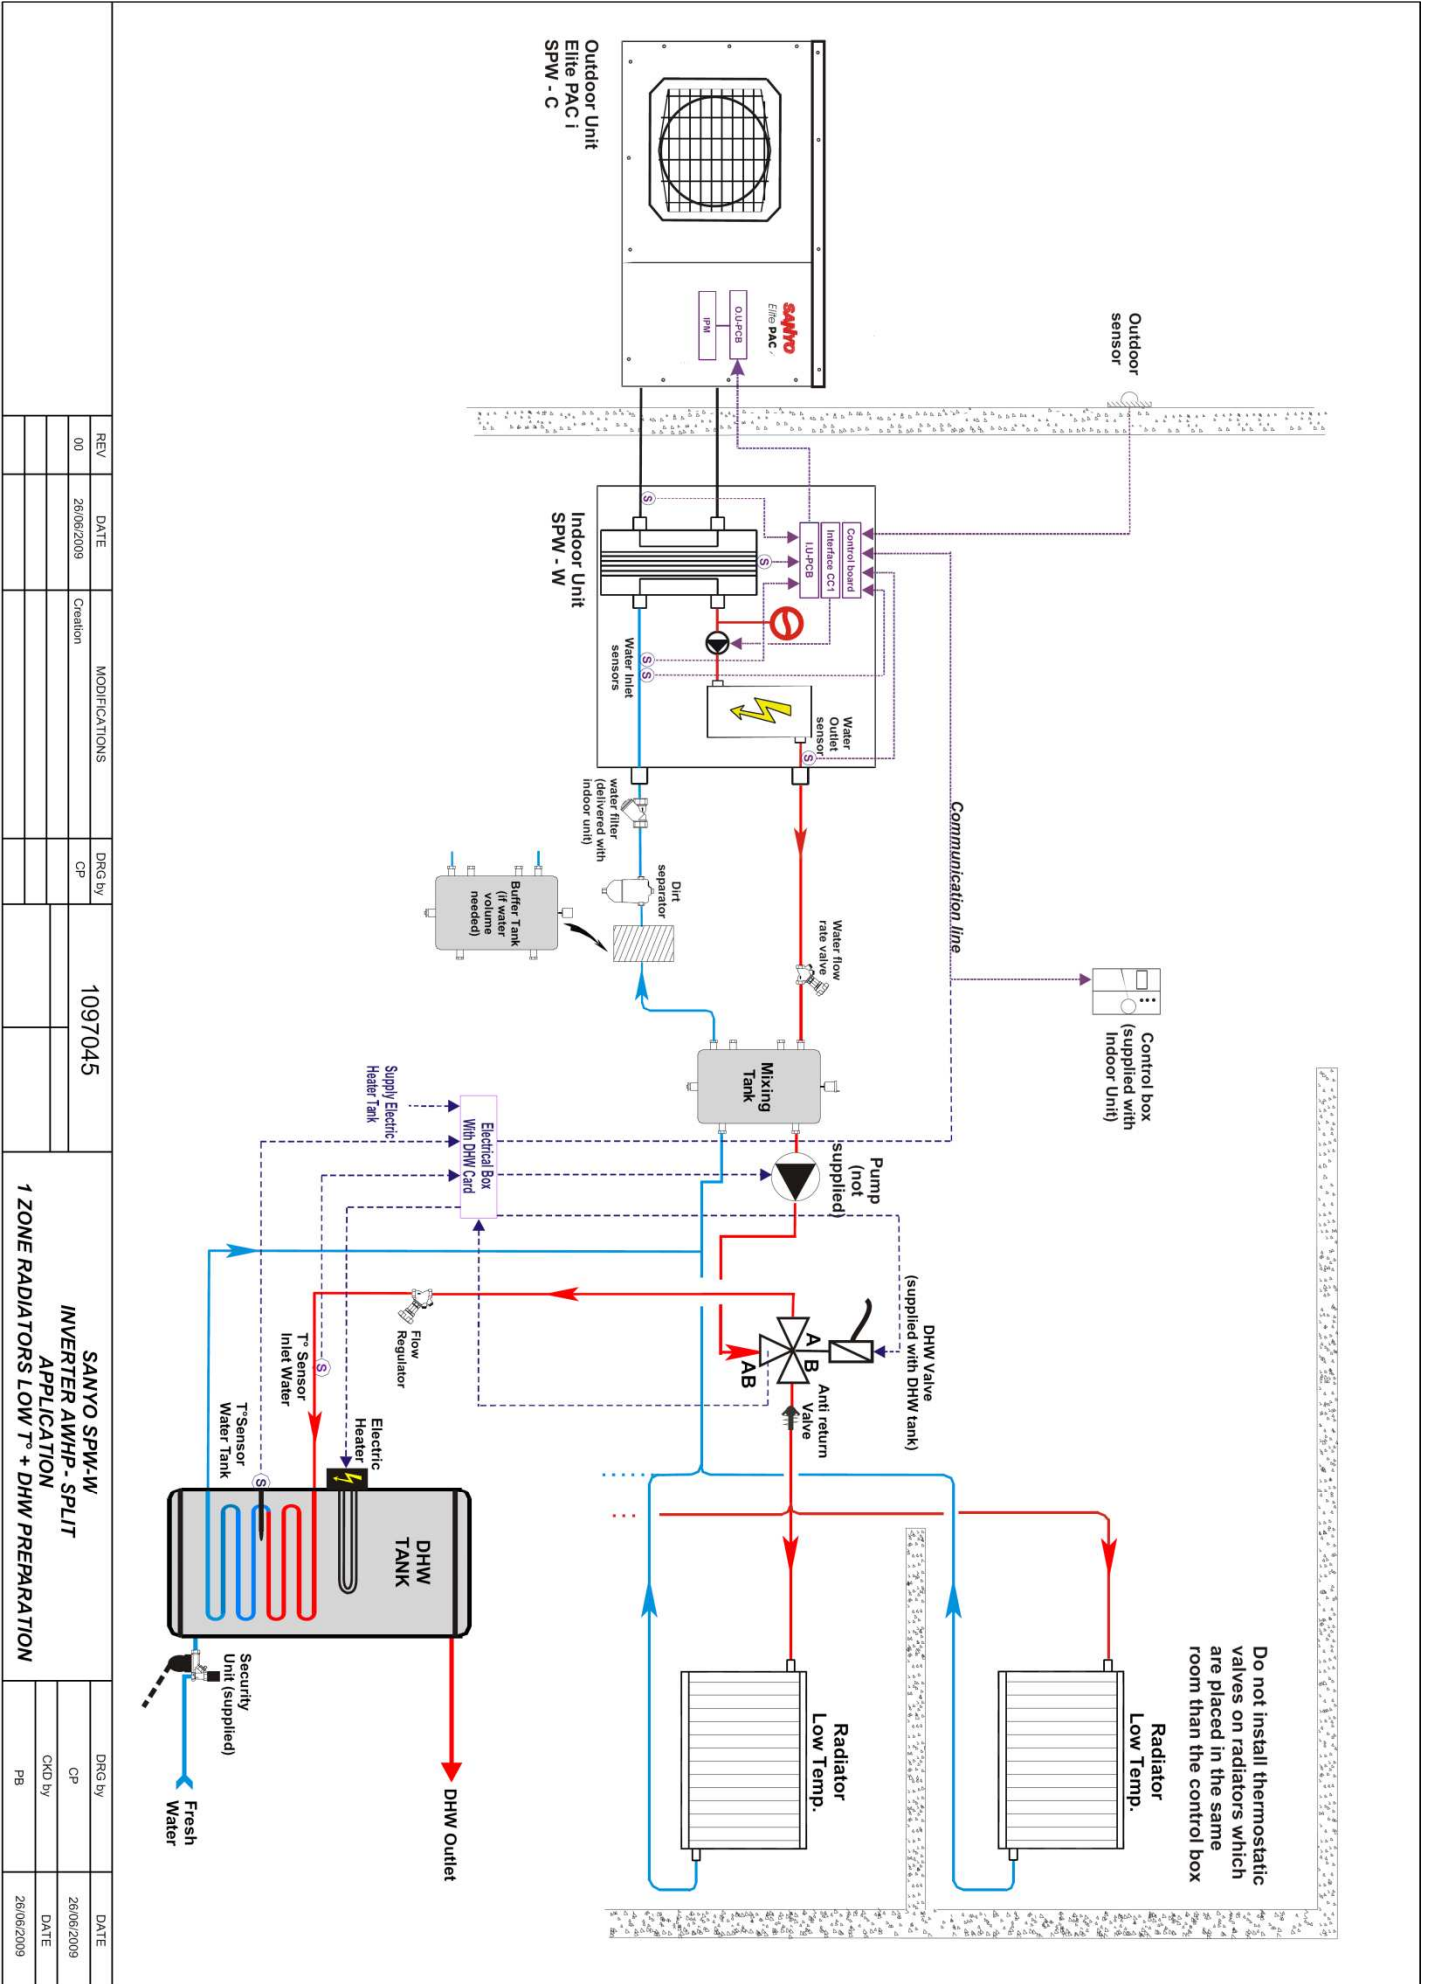 Outdoor Unit
Elite PAC i
SPW - C
SANYO
Elite PAC i
O.U-PCB
IPM
Outdoor
sensor
Indoor Unit
SPW - W
Control board
Interface CC1
I.U-PCB
S
S
S
S
S
Water Inlet
sensors
Water
Outlet
sensor
Communication line
Control box
(supplied with
Indoor Unit)
water filter
(delivered with
indoor unit)
Dirt
separator
Buffer Tank
(if water
volume
needed)
Water flow
rate valve
Mixing
Tank
Pump
(not
supplied)
Supply Electric
Heater Tank
Electrical Box
With DHW Card
DHW Valve
(supplied with DHW tank)
A
B
AB
Anti return
Valve
Flow
Regulator
T° Sensor
Inlet Water
S
T°Sensor
Water Tank
S
Electric
Heater
DHW
TANK
Security
Unit (supplied)
Fresh
Water
DHW Outlet
Radiator
Low Temp.
Radiator
Low Temp.
Do not install thermostatic
valves on radiators which
are placed in the same
room than the control box
REV
DATE
MODIFICATIONS
DRG by
00
26/06/2009
Creation
CP
1097045
SANYO SPW-W
INVERTER AWHP - SPLIT
APPLICATION
1 ZONE RADIATORS LOW T° + DHW PREPARATION
DRG by
DATE
CP
26/06/2009
CKD by
DATE
PB
26/06/2009